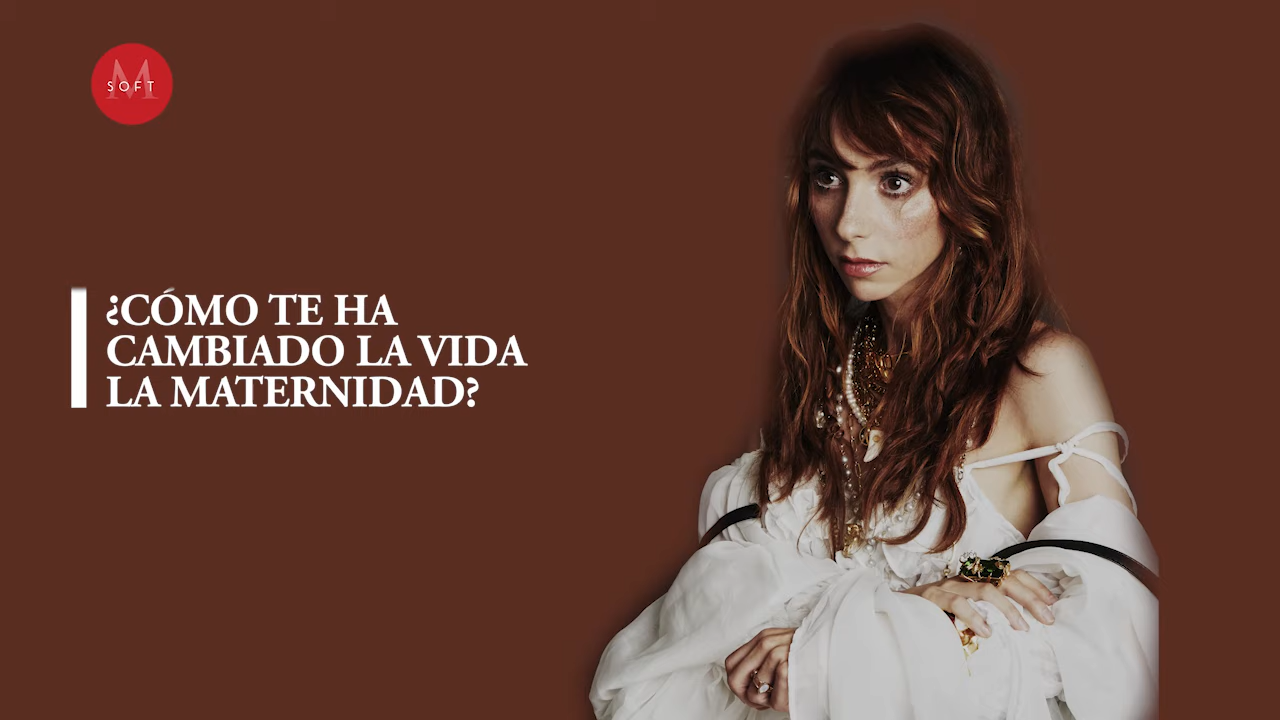 M
SOFT
¿CÓMO TE HA
CAMBIADO LA VIDA
LA MATERNIDAD?